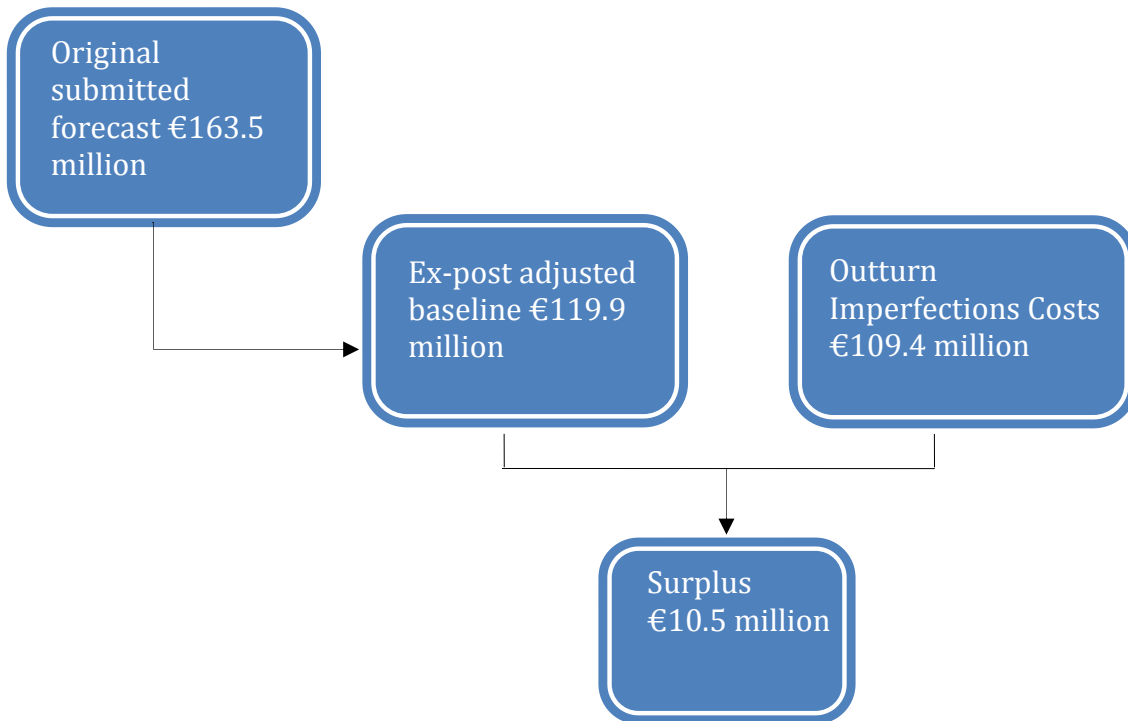 Original
submitted
forecast €163.5
million
Ex-post adjusted
baseline €119.9
million
Outturn
Imperfections Costs
€109.4 million
Surplus
€10.5 million